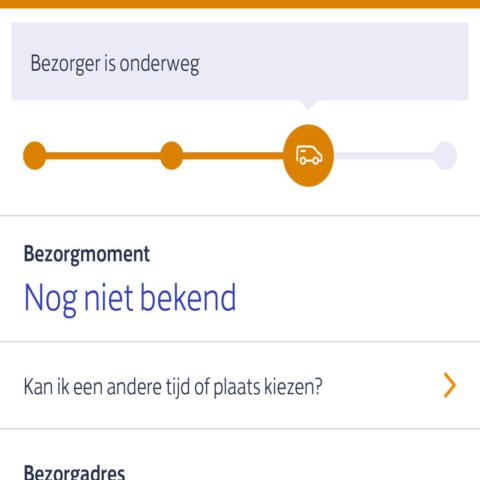 Bezorger is onderweg
Bezorgmoment
Nog niet bekend
Kan ik een andere tijd of plaats kiezen?
Bezorgadres